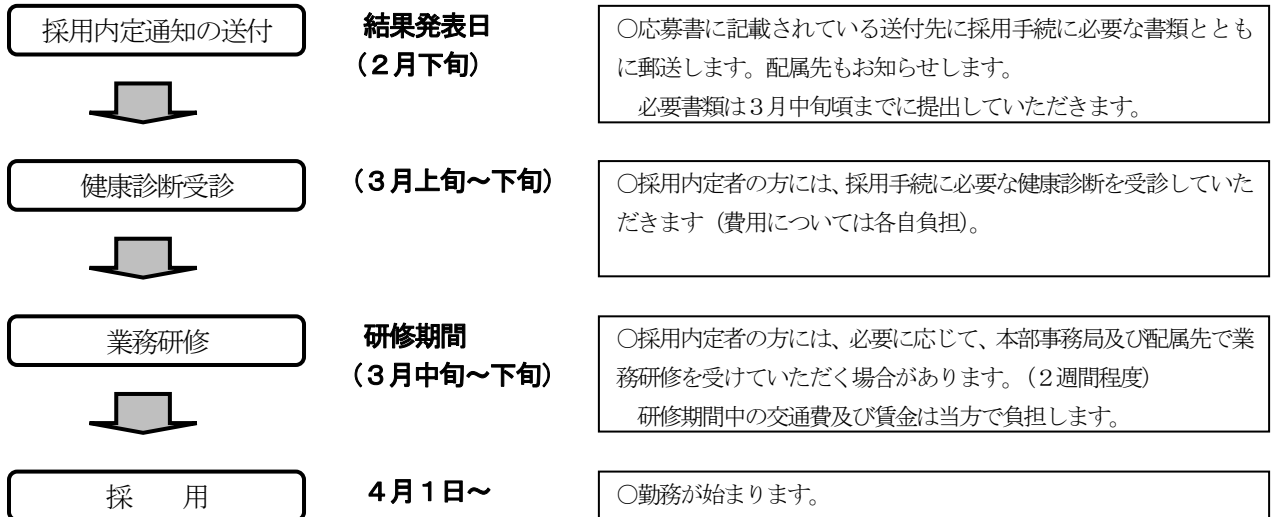 採用内定通知の送付
結果発表日
(2月下旬)
○応募書に記載されている送付先に採用手続に必要な書類ととも
に郵送します。配属先もお知らせします。
必要書類は3月中旬頃までに提出していただきます。
健康診断受診
(3月上旬~下旬)
○採用内定者の方には、採用手続に必要な健康診断を受診していた
だきます(費用については各自負担)。
業務研修
研修期間
(3月中旬~下旬)
○採用内定者の方には、必要に応じて、本部事務局及び配属先で業
務研修を受けていただく場合があります。(2週間程度)
研修期間中の交通費及び賃金は当方で負担します。
採 用
4月1日~
○勤務が始まります。